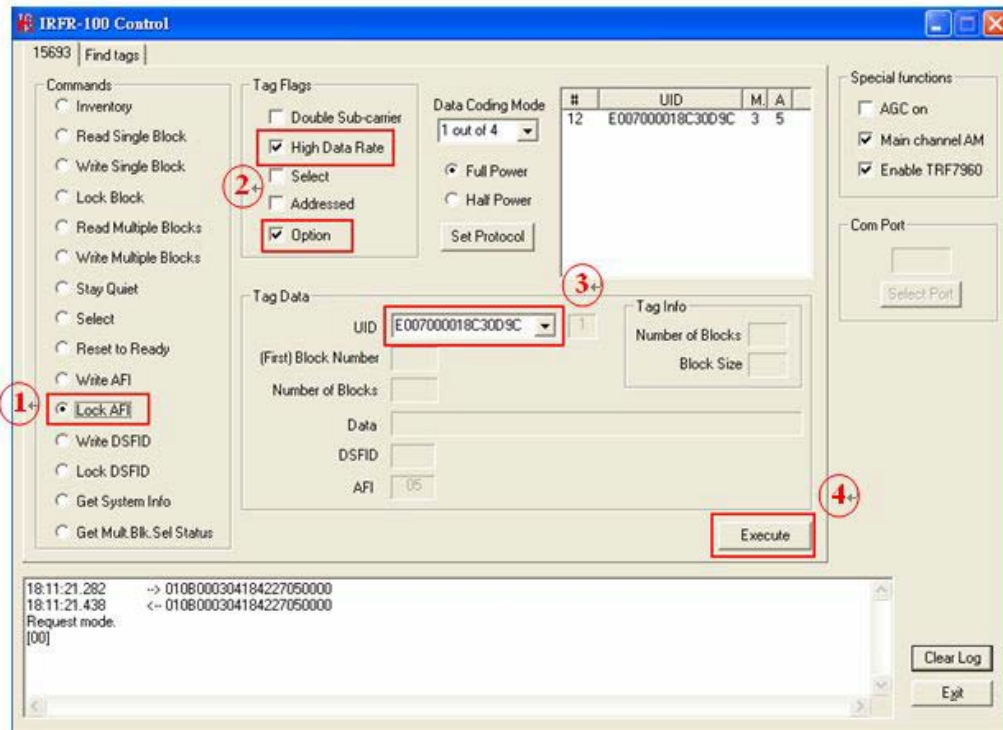 IRFR-100 Control
15693 Find tags
Commands
Inventory
Read Single Block
Write Single Block
Lock Block
Read Multiple Blocks
Write Multiple Blocks
Stay Quiet
Select
Reset to Ready
Write AFI
1
Lock AFI
Write DSFID
Lock DSFID
Get System Info
Get Mult.Blk.Sel Status
Tag Flags
Double Sub-carrier
High Data Rate
2
Select
Addressed
Option
Data Coding Mode
1 out of 4
Full Power
Half Power
Set Protocol
# UID M. A
12 E007000018C30D9C 3 5
Special functions
AGC on
Main channel AM
Enable TRF7960
Com Port
Select Port
3
Tag Data
UID E007000018C30D9C 1
(First) Block Number
Number of Blocks
Data
DSFID
AFI 05
Tag Info
Number of Blocks
Block Size
4
Execute
18:11:21.282 --> 010B000304184227050000
18:11:21.438 <-- 010B000304184227050000
Request mode.
[00]
Clear Log
Exit